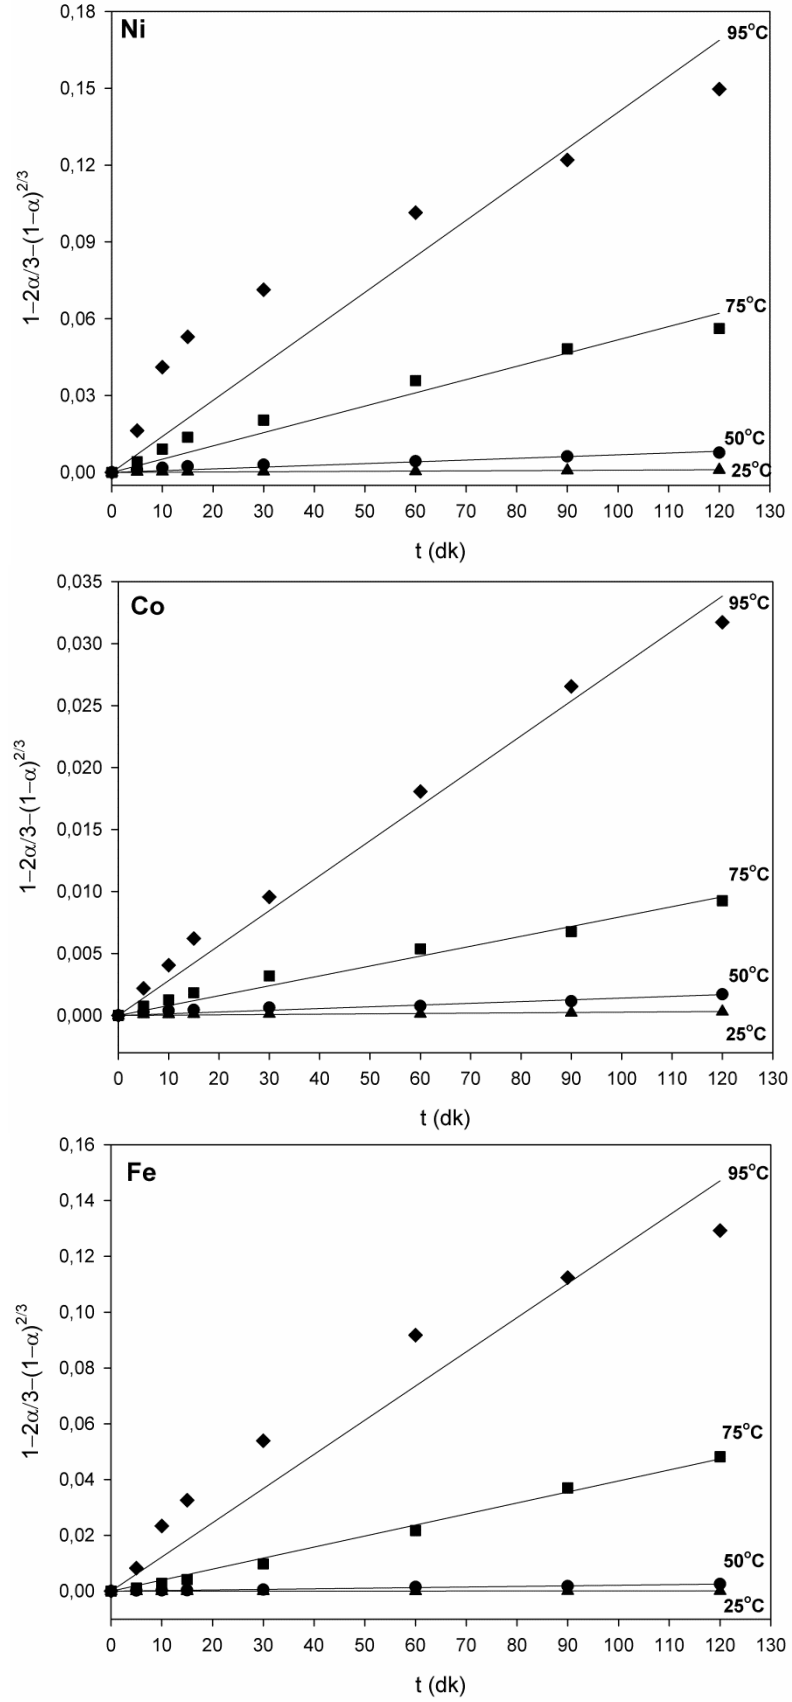 Ni
0,18
0,15
0,12
0,09
0,06
0,03
0,00
1−2α/3−(1−α)^2/3
95°C
75°C
50°C
25°C
0 10 20 30 40 50 60 70 80 90 100 110 120 130
t (dk)
Co
0,035
0,030
0,025
0,020
0,015
0,010
0,005
0,000
1−2α/3−(1−α)^2/3
95°C
75°C
50°C
25°C
0 10 20 30 40 50 60 70 80 90 100 110 120 130
t (dk)
Fe
0,16
0,14
0,12
0,10
0,08
0,06
0,04
0,02
0,00
1−2α/3−(1−α)^2/3
95°C
75°C
50°C
25°C
0 10 20 30 40 50 60 70 80 90 100 110 120 130
t (dk)